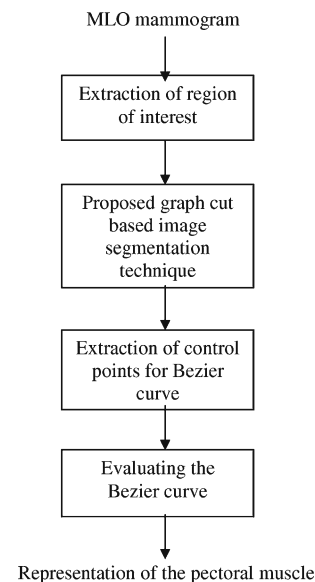 MLO mammogram
Extraction of region
of interest
Proposed graph cut
based image
segmentation
technique
Extraction of control
points for Bezier
curve
Evaluating the
Bezier curve
Representation of the pectoral muscle